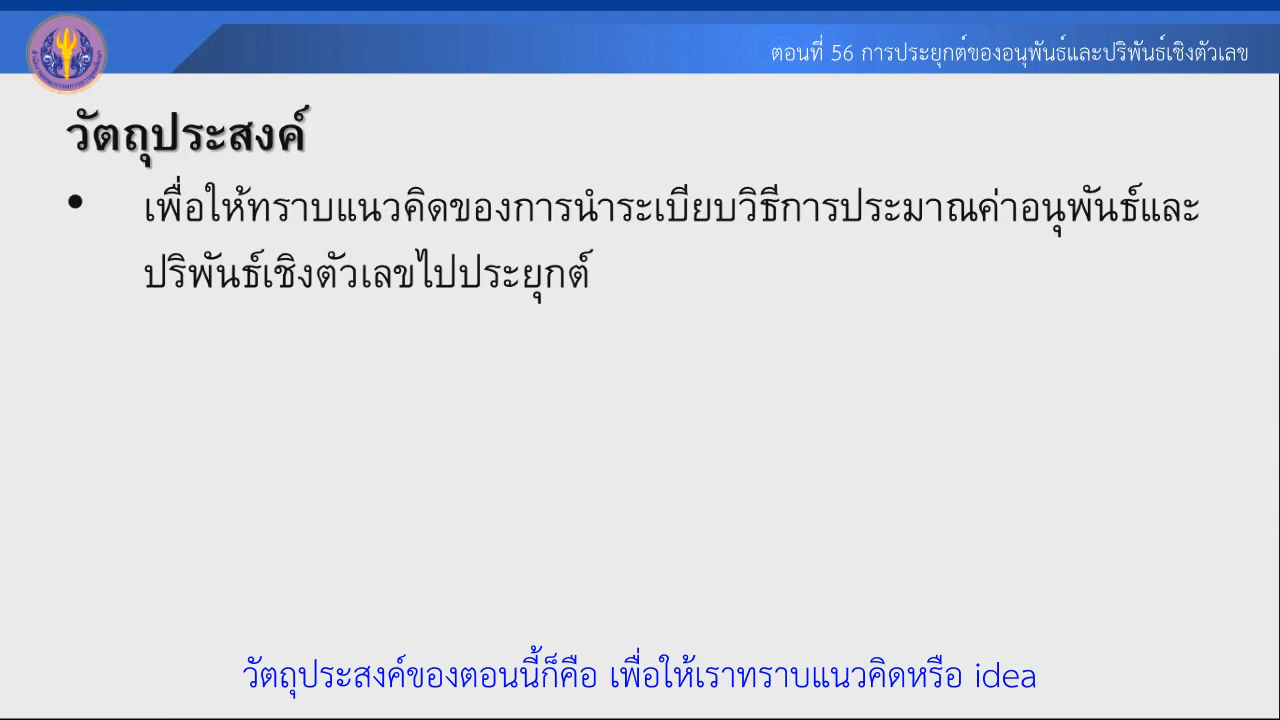 ตอนที่ 56 การประยุกต์ของอนุพันธ์และปริพันธ์เชิงตัวเลข
วัตถุประสงค์
• เพื่อให้ทราบแนวคิดของการนำระเบียบวิธีการประมาณค่าอนุพันธ์และ
ปริพันธ์เชิงตัวเลขไปประยุกต์
วัตถุประสงค์ของตอนนี้ก็คือ เพื่อให้เราทราบแนวคิดหรือ idea